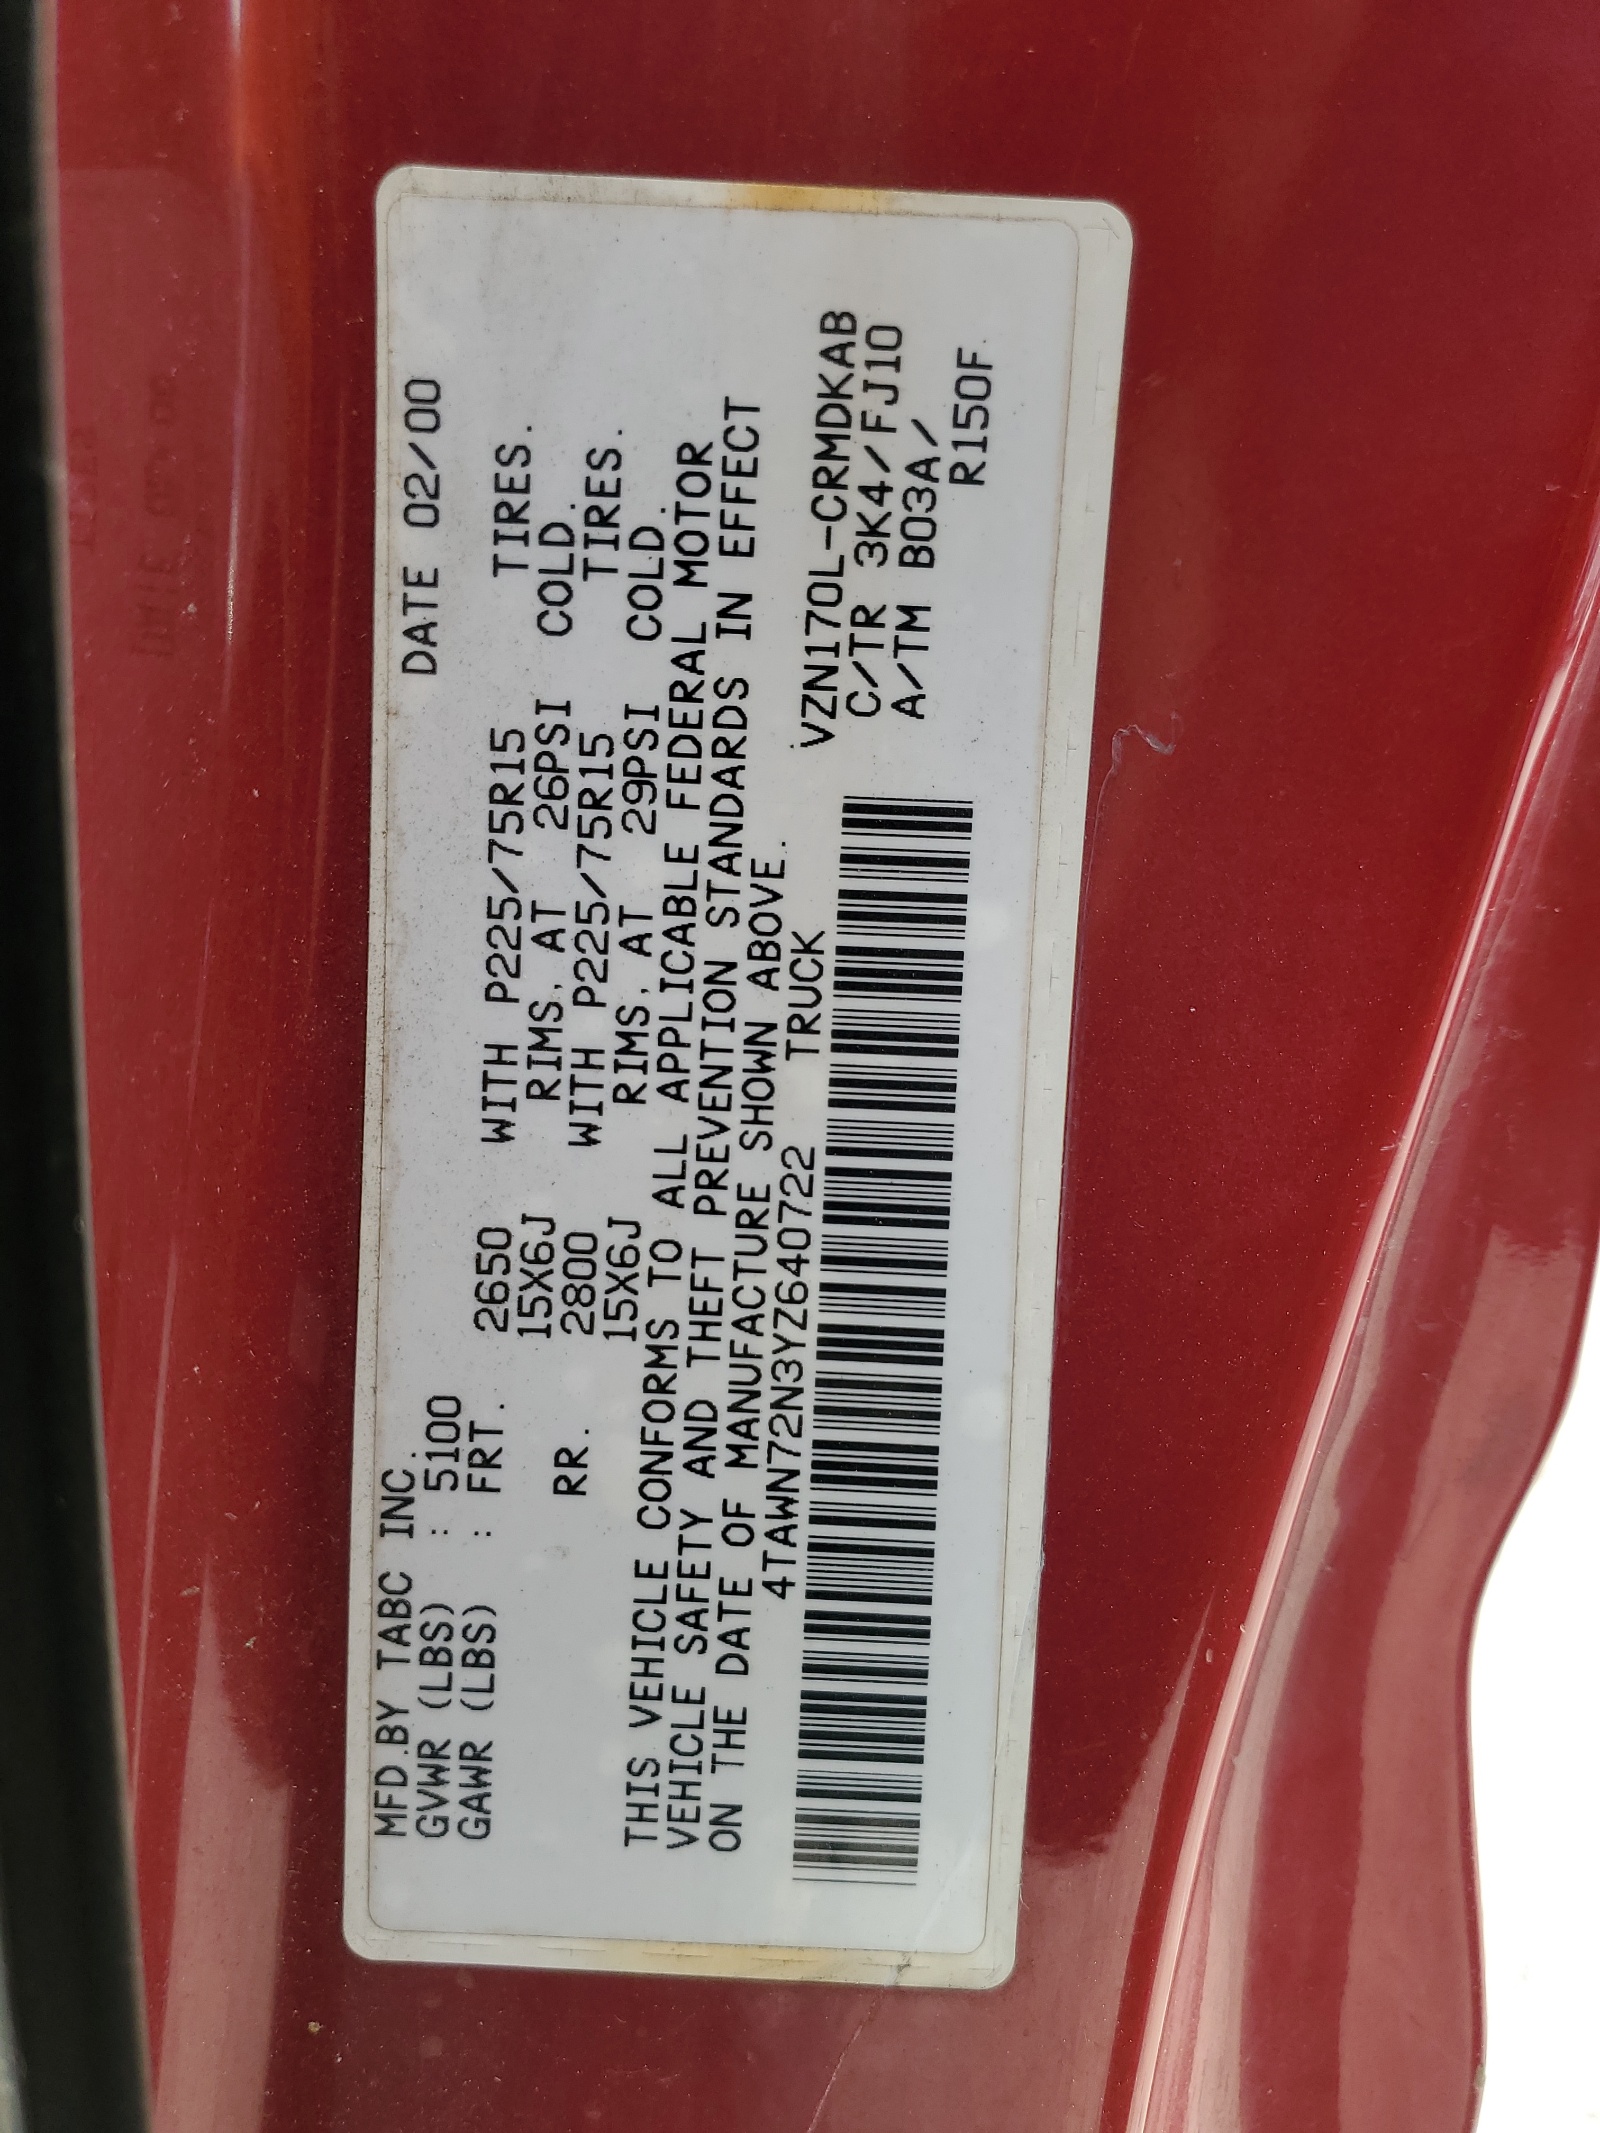 MFD.BY TABC INC. DATE 02/00
GVWR (LBS) : 5100
GAWR (LBS) : FRT. 2650 WITH P225/75R15 TIRES.
15X6J RIMS, AT 26PSI COLD.
RR. 2800 WITH P225/75R15 TIRES.
15X6J RIMS, AT 29PSI COLD.
THIS VEHICLE CONFORMS TO ALL APPLICABLE FEDERAL MOTOR
VEHICLE SAFETY AND THEFT PREVENTION STANDARDS IN EFFECT
ON THE DATE OF MANUFACTURE SHOWN ABOVE.
4TAWN72N3YZ640722 TRUCK
VZN170L-CRMDKAB
C/TR 3K4/FJ10
A/TM B03A/
R150F